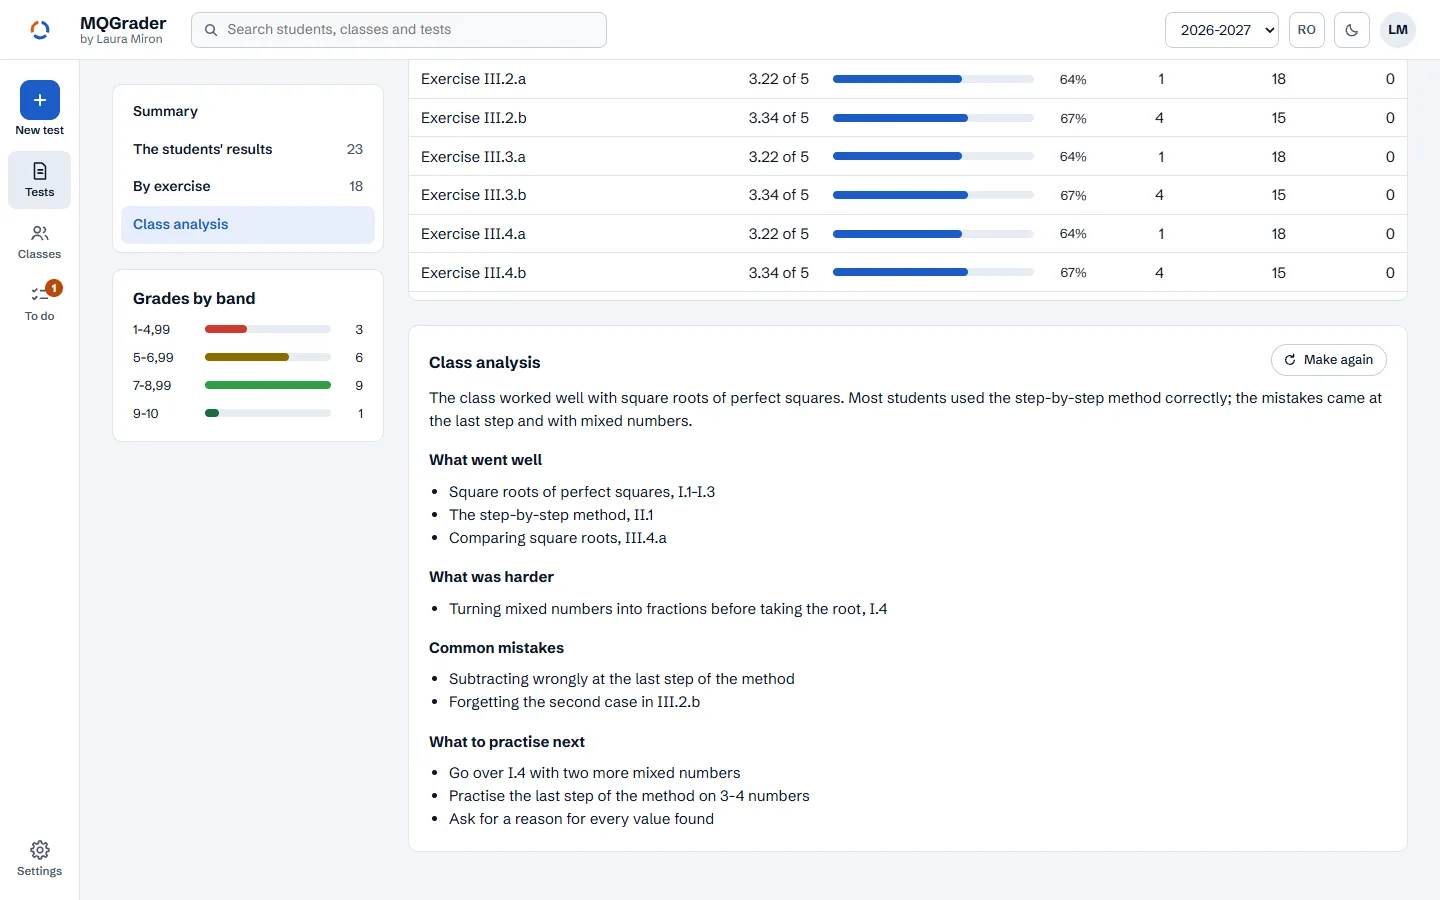 MQGrader
by Laura Miron
Search students, classes and tests
2026-2027
RO
LM
New test
Tests
Classes
1
To do
Settings
Summary
The students' results 23
By exercise 18
Class analysis
Grades by band
1-4,99 3
5-6,99 6
7-8,99 9
9-10 1
Exercise III.2.a 3.22 of 5 64% 1 18 0
Exercise III.2.b 3.34 of 5 67% 4 15 0
Exercise III.3.a 3.22 of 5 64% 1 18 0
Exercise III.3.b 3.34 of 5 67% 4 15 0
Exercise III.4.a 3.22 of 5 64% 1 18 0
Exercise III.4.b 3.34 of 5 67% 4 15 0
Class analysis
Make again
The class worked well with square roots of perfect squares. Most students used the step-by-step method correctly; the mistakes came at
the last step and with mixed numbers.
What went well
• Square roots of perfect squares, I.1-I.3
• The step-by-step method, II.1
• Comparing square roots, III.4.a
What was harder
• Turning mixed numbers into fractions before taking the root, I.4
Common mistakes
• Subtracting wrongly at the last step of the method
• Forgetting the second case in III.2.b
What to practise next
• Go over I.4 with two more mixed numbers
• Practise the last step of the method on 3-4 numbers
• Ask for a reason for every value found